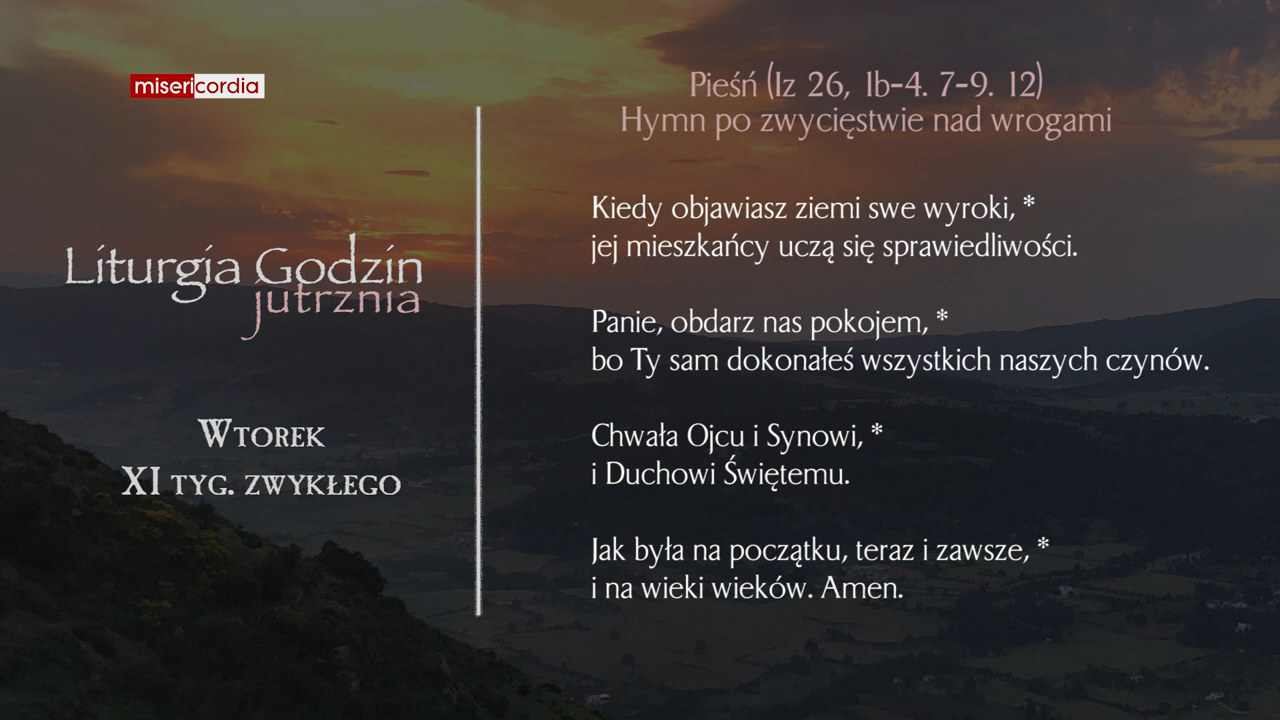 misericordia
Liturgia Godzin
jutrznia
Wtorek
XI tyg. zwykłego
Pieśń (Iz 26, 1b-4. 7-9. 12)
Hymn po zwycięstwie nad wrogami
Kiedy objawiasz ziemi swe wyroki, *
jej mieszkańcy uczą się sprawiedliwości.
Panie, obdarz nas pokojem, *
bo Ty sam dokonałeś wszystkich naszych czynów.
Chwała Ojcu i Synowi, *
i Duchowi Świętemu.
Jak była na początku, teraz i zawsze, *
i na wieki wieków. Amen.